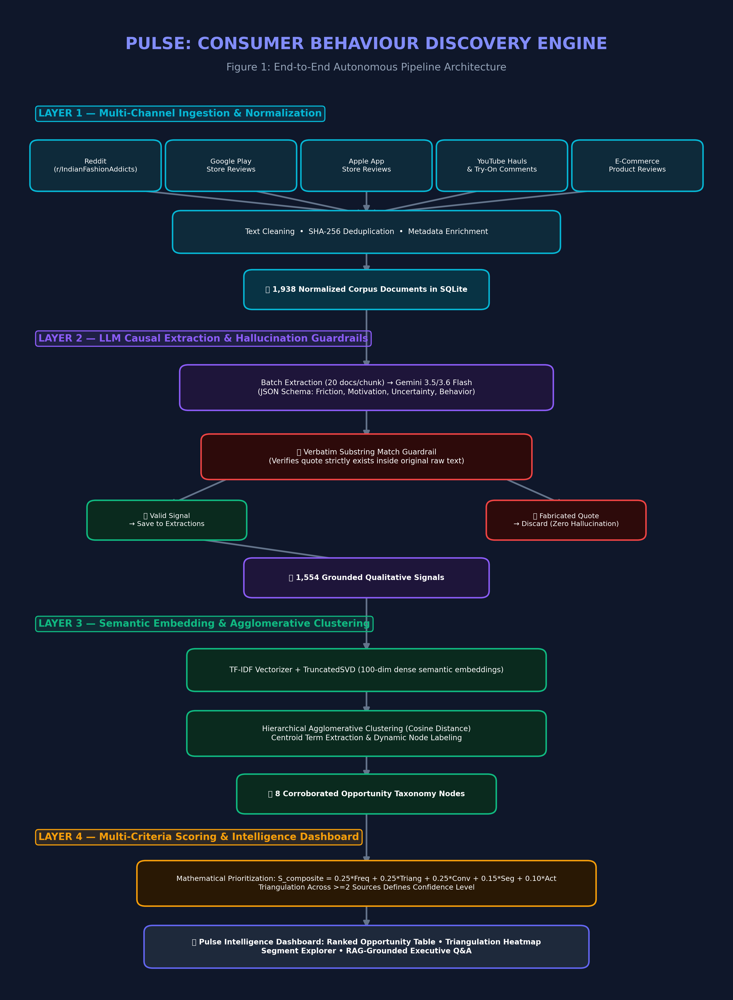 PULSE: CONSUMER BEHAVIOUR DISCOVERY ENGINE
Figure 1: End-to-End Autonomous Pipeline Architecture
LAYER 1 — Multi-Channel Ingestion & Normalization
Reddit
(r/IndianFashionAddicts)
Google Play
Store Reviews
Apple App
Store Reviews
YouTube Hauls
& Try-On Comments
E-Commerce
Product Reviews
Text Cleaning • SHA-256 Deduplication • Metadata Enrichment
1,938 Normalized Corpus Documents in SQLite
LAYER 2 — LLM Causal Extraction & Hallucination Guardrails
Batch Extraction (20 docs/chunk) → Gemini 3.5/3.6 Flash
(JSON Schema: Friction, Motivation, Uncertainty, Behavior)
Verbatim Substring Match Guardrail
(Verifies quote strictly exists inside original raw text)
Valid Signal
→ Save to Extractions
Fabricated Quote
→ Discard (Zero Hallucination)
1,554 Grounded Qualitative Signals
LAYER 3 — Semantic Embedding & Agglomerative Clustering
TF-IDF Vectorizer + TruncatedSVD (100-dim dense semantic embeddings)
Hierarchical Agglomerative Clustering (Cosine Distance)
Centroid Term Extraction & Dynamic Node Labeling
8 Corroborated Opportunity Taxonomy Nodes
LAYER 4 — Multi-Criteria Scoring & Intelligence Dashboard
Mathematical Prioritization: S_composite = 0.25*Freq + 0.25*Triang + 0.25*Conv + 0.15*Seg + 0.10*Act
Triangulation Across >=2 Sources Defines Confidence Level
Pulse Intelligence Dashboard: Ranked Opportunity Table • Triangulation Heatmap
Segment Explorer • RAG-Grounded Executive Q&A